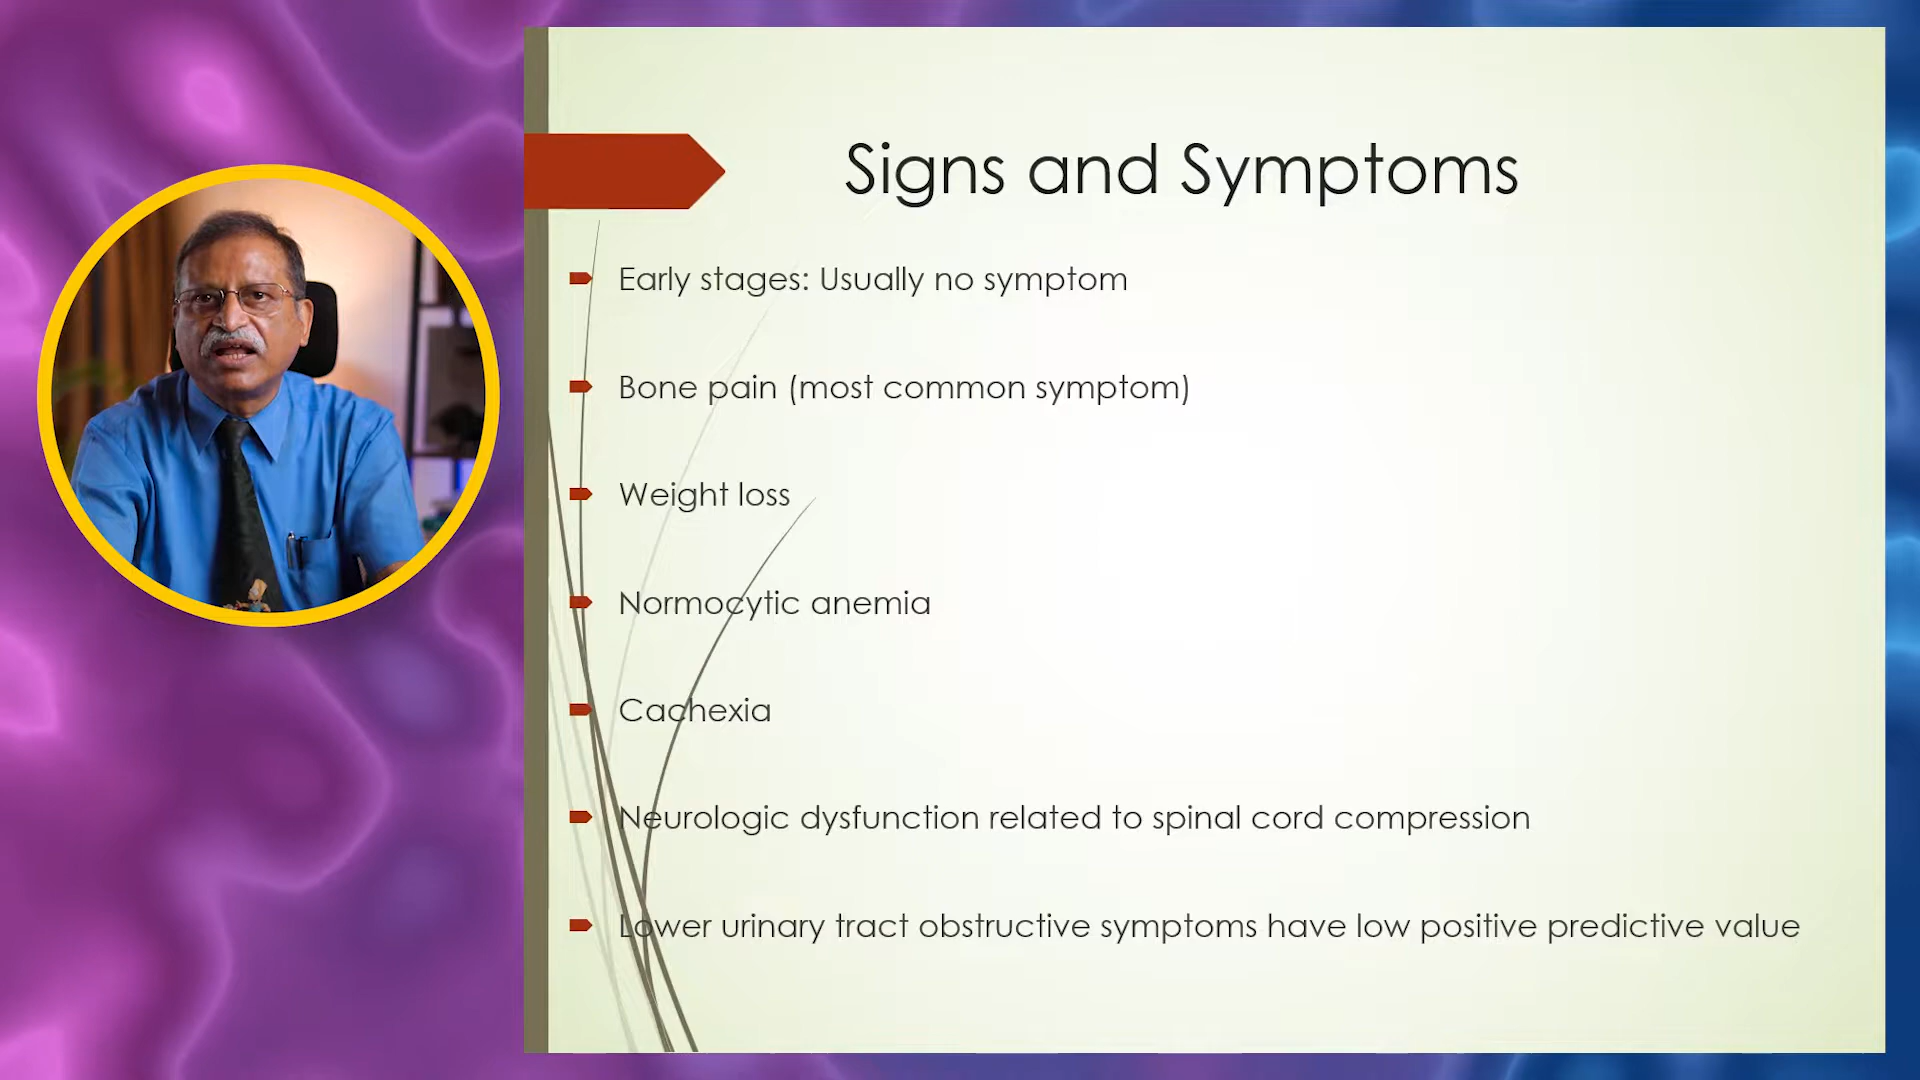 Signs and Symptoms
Early stages: Usually no symptom
Bone pain (most common symptom)
Weight loss
Normocytic anemia
Cachexia
Neurologic dysfunction related to spinal cord compression
Lower urinary tract obstructive symptoms have low positive predictive value